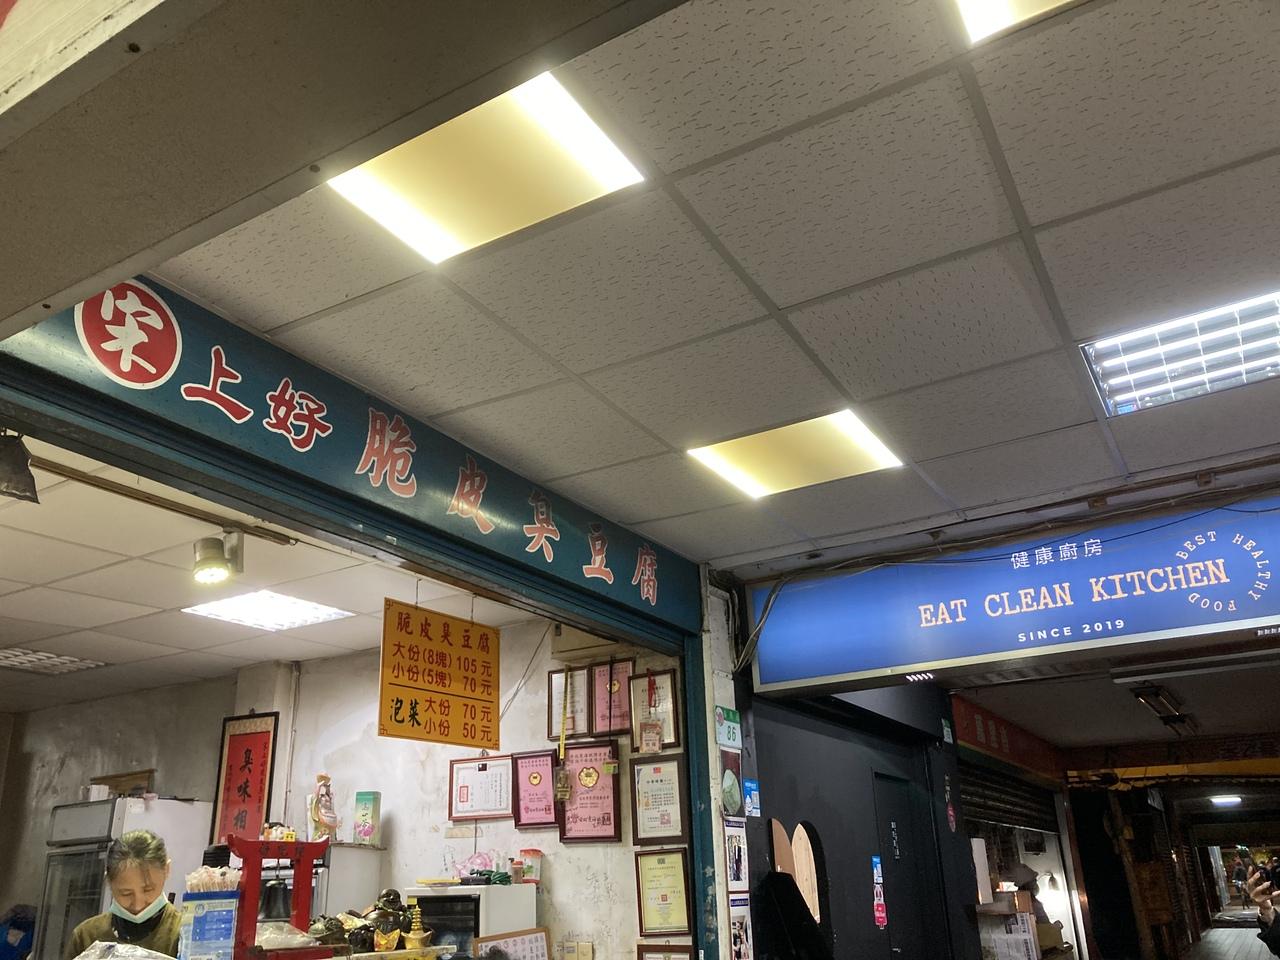 宋 上好 脆皮臭豆腐
脆皮臭豆腐
大份(8塊) 105元
小份(5塊) 70元
泡菜
大份 70元
小份 50元
臭味相
86
健康廚房
EAT CLEAN KITCHEN
SINCE 2019
BEST HEALTHY FOOD